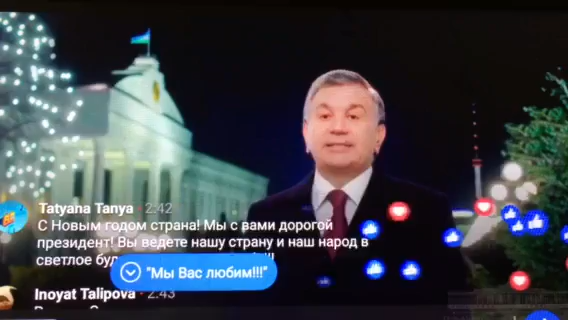 Tatyana Tanya · 2:42
С Новым годом страна! Мы с вами дорогой
президент! Вы ведете нашу страну и наш народ в
светлое
"Мы Вас любим!!!"
Inoyat Talipova · 2:43